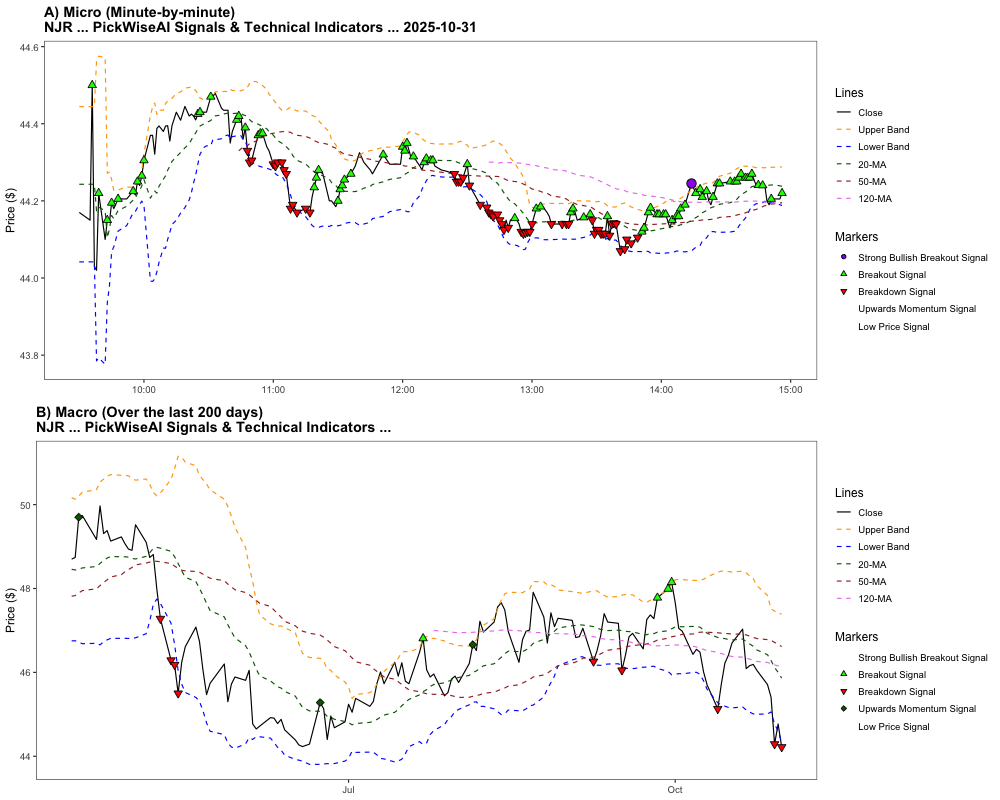 A) Micro (Minute-by-minute)
NJR ... PickWiseAI Signals & Technical Indicators ... 2025-10-31
Price ($)
44.6
44.4
44.2
44.0
43.8
10:00
11:00
12:00
13:00
14:00
15:00
Lines
Close
Upper Band
Lower Band
20-MA
50-MA
120-MA
Markers
Strong Bullish Breakout Signal
Breakout Signal
Breakdown Signal
Upwards Momentum Signal
Low Price Signal
B) Macro (Over the last 200 days)
NJR ... PickWiseAI Signals & Technical Indicators ...
Price ($)
50
48
46
44
Jul
Oct
Lines
Close
Upper Band
Lower Band
20-MA
50-MA
120-MA
Markers
Strong Bullish Breakout Signal
Breakout Signal
Breakdown Signal
Upwards Momentum Signal
Low Price Signal